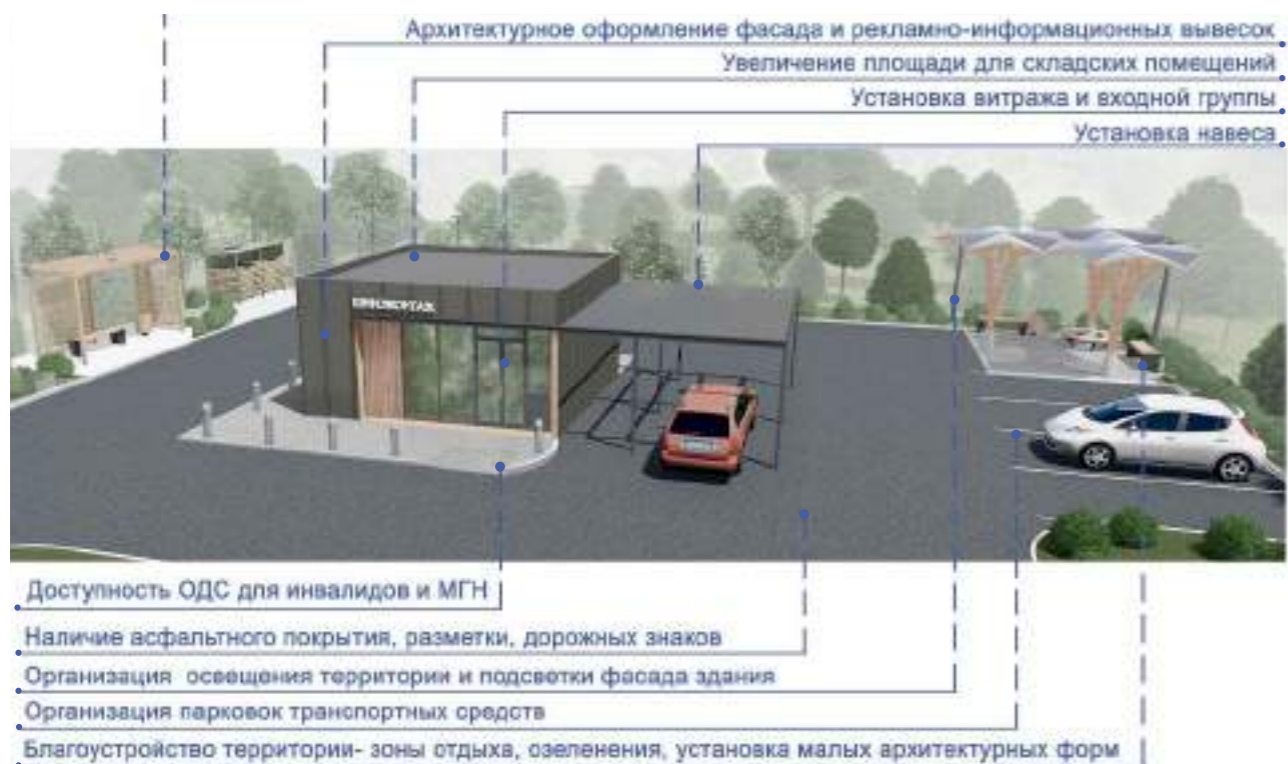 Архитектурное оформление фасада и рекламно-информационных вывесок
Увеличение площади для складских помещений
Установка витража и входной группы
Установка навеса
ШИНОМОНТАЖ
Доступность ОДС для инвалидов и МГН
Наличие асфальтного покрытия, разметки, дорожных знаков
Организация освещения территории и подсветки фасада здания
Организация парковок транспортных средств
Благоустройство территории- зоны отдыха, озеленения, установка малых архитектурных форм